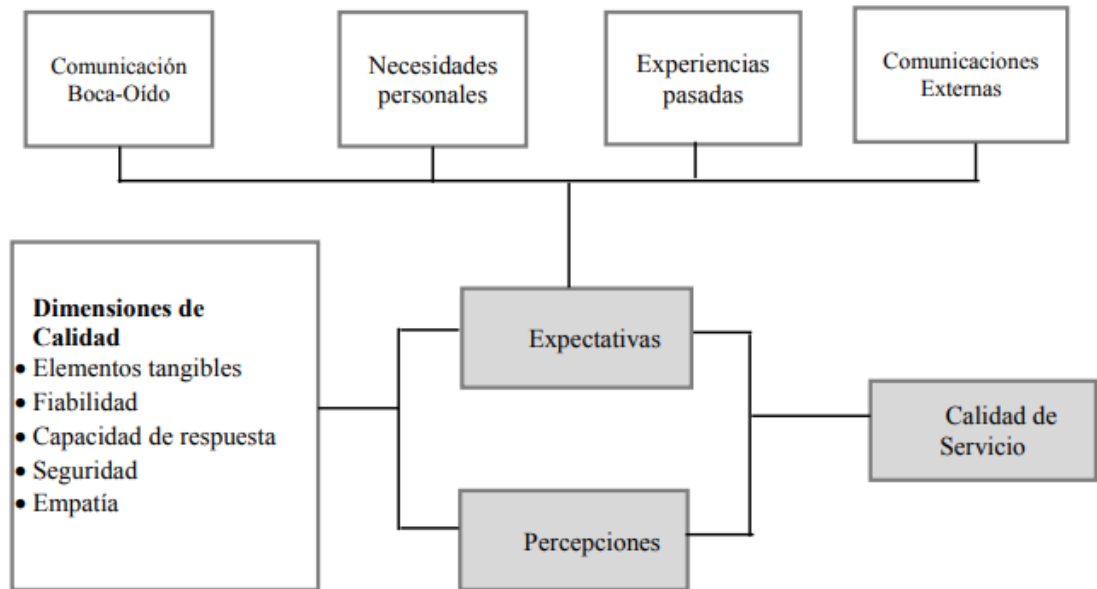 Comunicación
Boca-Oído
Necesidades
personales
Experiencias
pasadas
Comunicaciones
Externas
Dimensiones de
Calidad
• Elementos tangibles
• Fiabilidad
• Capacidad de respuesta
• Seguridad
• Empatía
Expectativas
Percepciones
Calidad de
Servicio